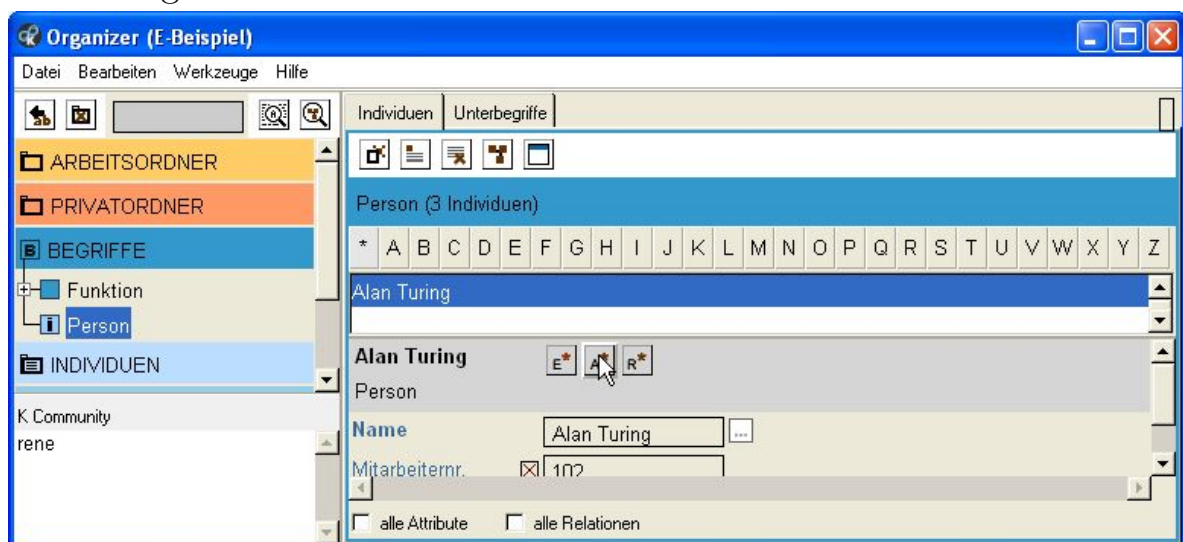 Organizer (E-Beispiel)
Datei Bearbeiten Werkzeuge Hilfe
Individuen Unterbegriffe
ARBEITSORDNER
PRIVATORDNER
BEGRIFFE
Funktion
Person
INDIVIDUEN
K Community
rene
Person (3 Individuen)
* A B C D E F G H I J K L M N O P Q R S T U V W X Y Z
Alan Turing
Alan Turing E* A* R*
Person
Name Alan Turing ...
Mitarbeiternr. 102
alle Attribute alle Relationen